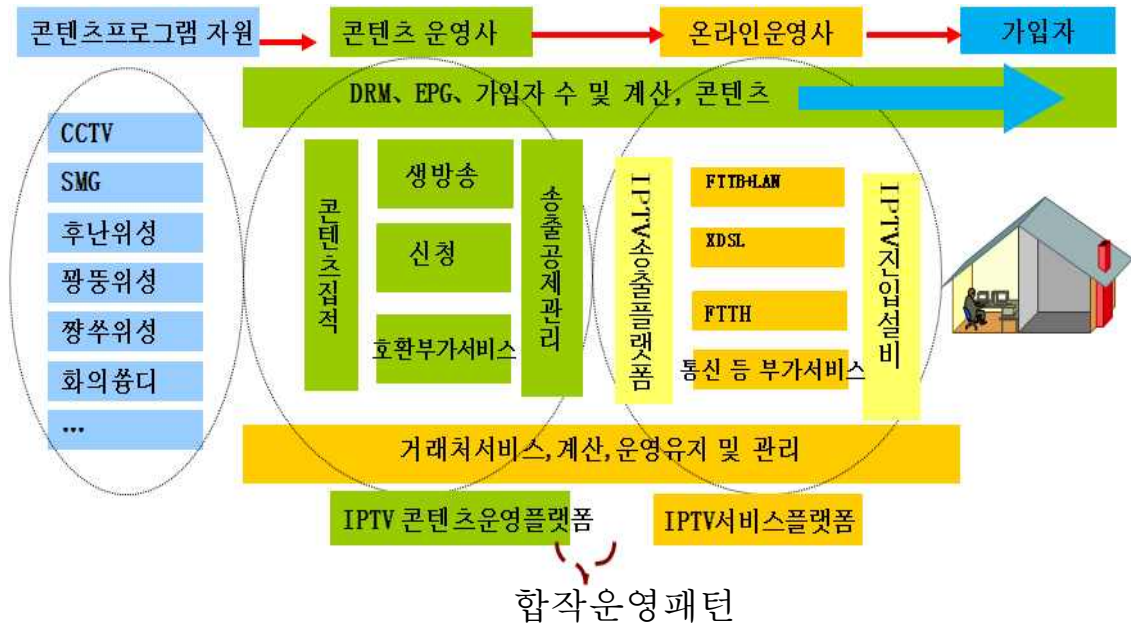 콘텐츠프로그램 자원
콘텐츠 운영사
온라인운영사
가입자
DRM、EPG、가입자 수 및 계산, 콘텐츠
CCTV
SMG
후난위성
꽝뚱위성
쨩쑤위성
화의쓩디
...
콘텐츠집적
생방송
신청
호환부가서비스
송출공제관리
IPTV송출플랫폼
FTTB+LAN
XDSL
FTTH
통신 등 부가서비스
IPTV진입설비
거래처서비스,계산,운영유지 및 관리
IPTV 콘텐츠운영플랫폼
IPTV서비스플랫폼
합작운영패턴